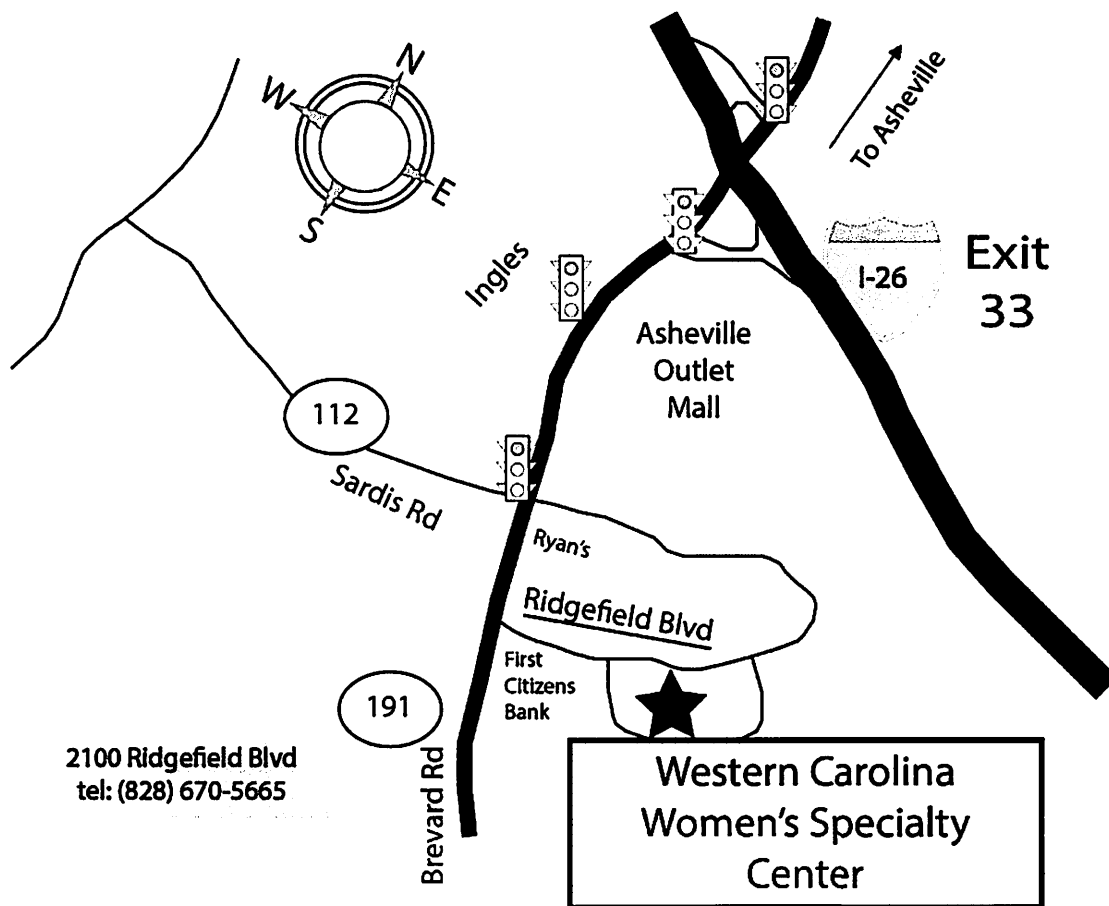 N
W
E
S
To Asheville
I-26
Exit
33
Ingles
Asheville
Outlet
Mall
112
Sardis Rd
Ryan's
Ridgefield Blvd
First
Citizens
Bank
191
Brevard Rd
2100 Ridgefield Blvd
tel: (828) 670-5665
Western Carolina
Women's Specialty
Center